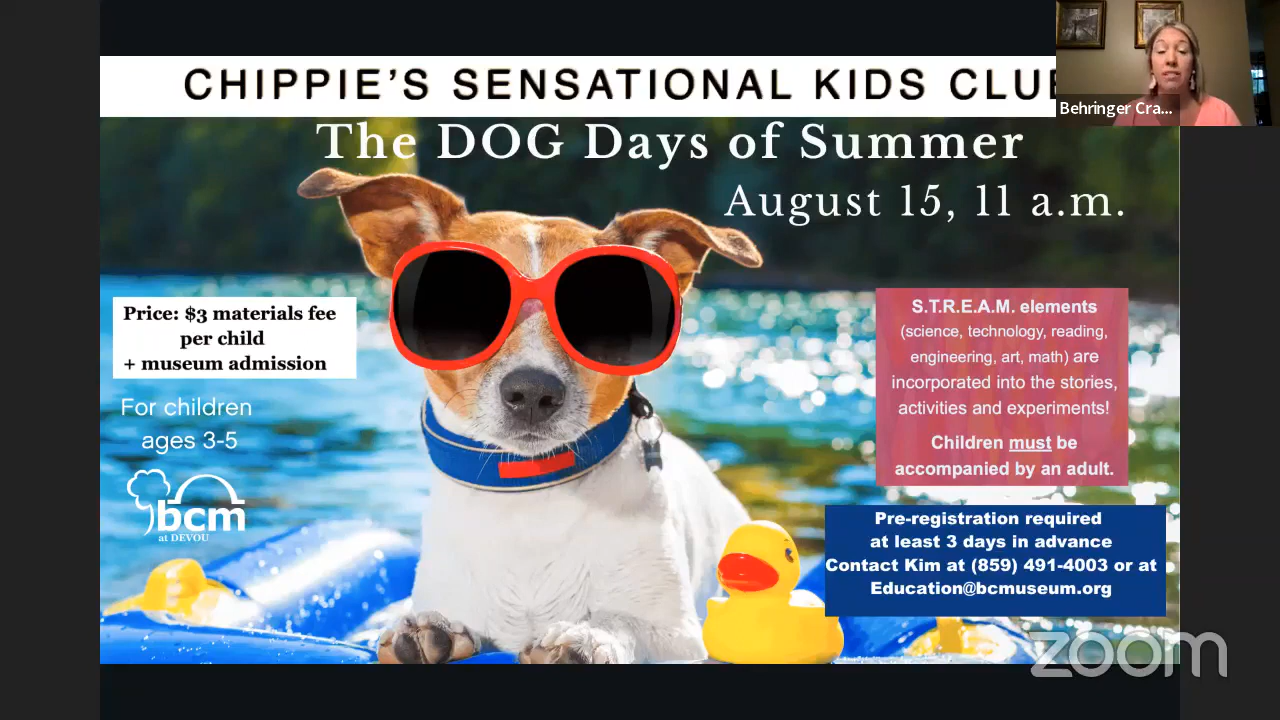 CHIPPIE'S SENSATIONAL KIDS CLUB
Behringer Cra...
The DOG Days of Summer
August 15, 11 a.m.
Price: $3 materials fee
per child
+ museum admission
For children
ages 3-5
bcm
at DEVOU
S.T.R.E.A.M. elements
(science, technology, reading,
engineering, art, math) are
incorporated into the stories,
activities and experiments!
Children must be
accompanied by an adult.
Pre-registration required
at least 3 days in advance
Contact Kim at (859) 491-4003 or at
Education@bcmuseum.org
zoom